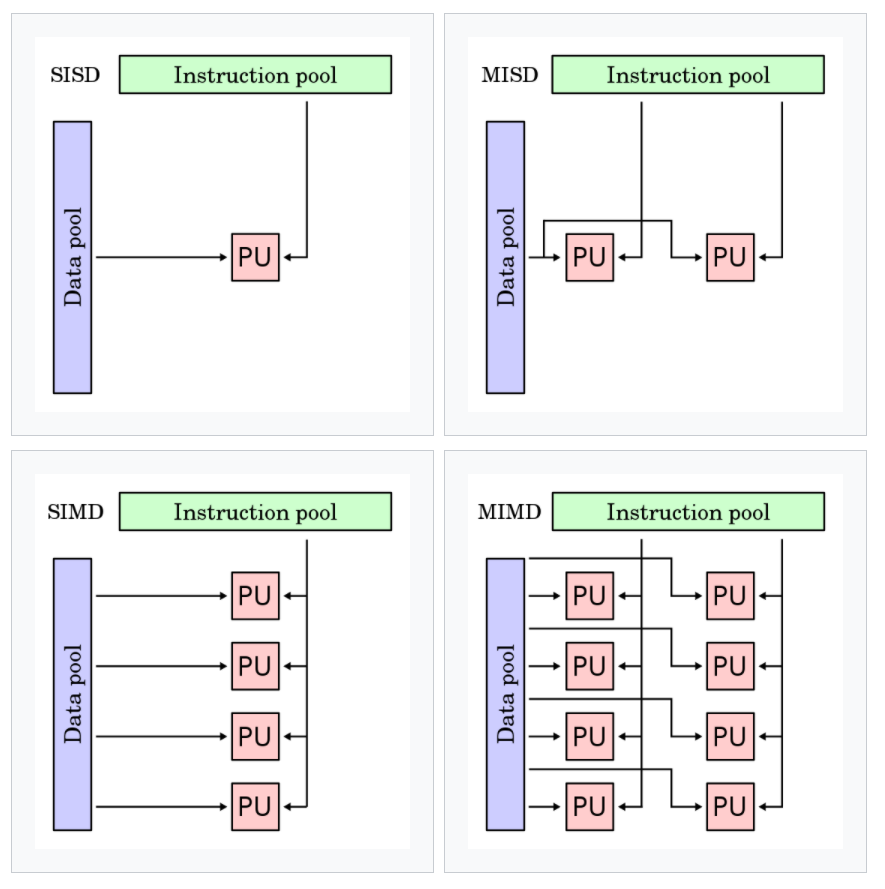 SISD
Instruction pool
Data pool
PU
MISD
Instruction pool
Data pool
PU
PU
SIMD
Instruction pool
Data pool
PU
PU
PU
PU
MIMD
Instruction pool
Data pool
PU
PU
PU
PU
PU
PU
PU
PU